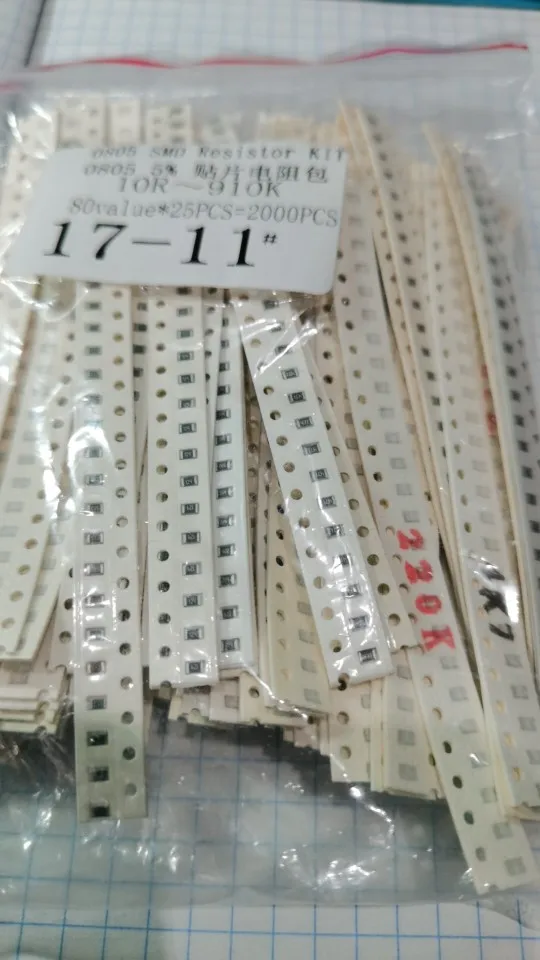 0805 SMD Resistor KIT
0805 5% 贴片电阻包
10R～910K
80value*25PCS=2000PCS
17-11#
220K